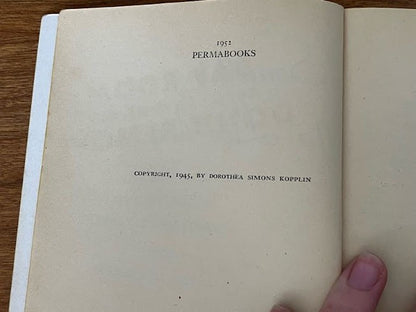 1952
PERMABOOKS
COPYRIGHT, 1945, BY DOROTHEA SIMONS KOPPLIN